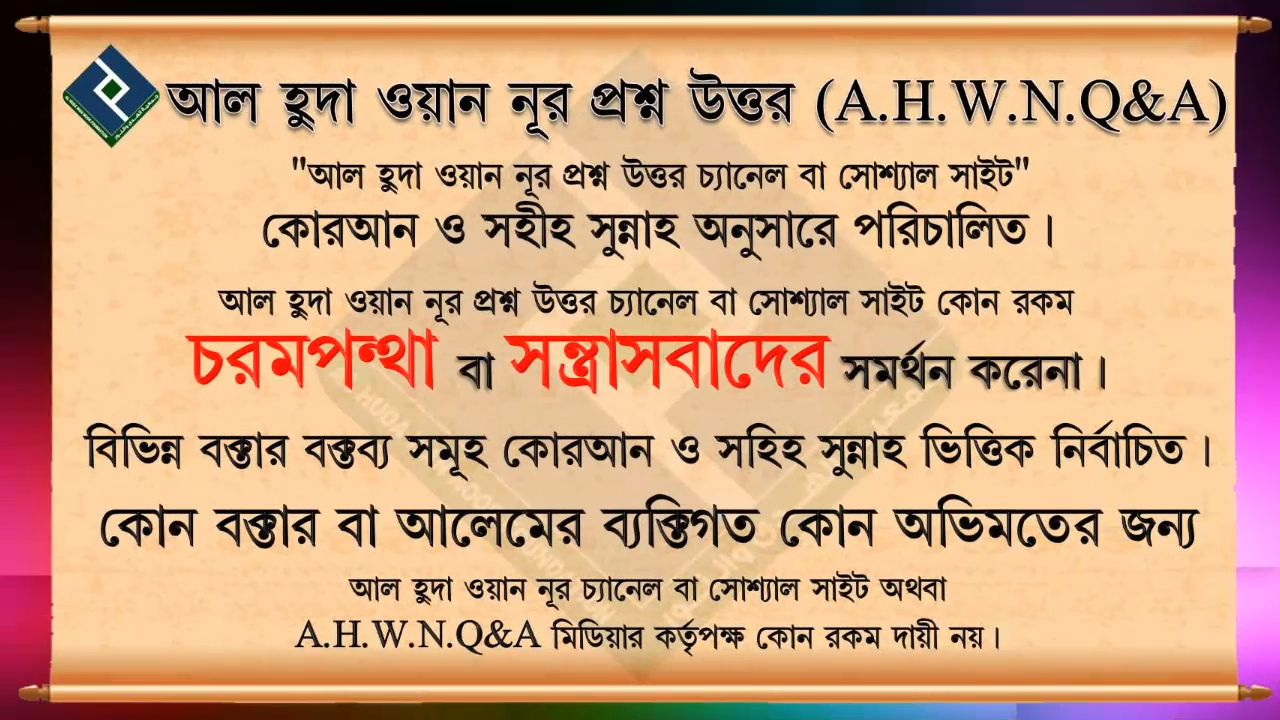 আল হুদা ওয়ান নূর প্রশ্ন উত্তর (A.H.W.N.Q&A)
"আল হুদা ওয়ান নূর প্রশ্ন উত্তর চ্যানেল বা সোশ্যাল সাইট"
কোরআন ও সহীহ সুন্নাহ অনুসারে পরিচালিত।
আল হুদা ওয়ান নূর প্রশ্ন উত্তর চ্যানেল বা সোশ্যাল সাইট কোন রকম
চরমপন্থা বা সন্ত্রাসবাদের সমর্থন করেনা।
বিভিন্ন বক্তার বক্তব্য সমূহ কোরআন ও সহিহ সুন্নাহ ভিত্তিক নির্বাচিত।
কোন বক্তার বা আলেমের ব্যক্তিগত কোন অভিমতের জন্য
আল হুদা ওয়ান নূর চ্যানেল বা সোশ্যাল সাইট অথবা
A.H.W.N.Q&A মিডিয়ার কর্তৃপক্ষ কোন রকম দায়ী নয়।